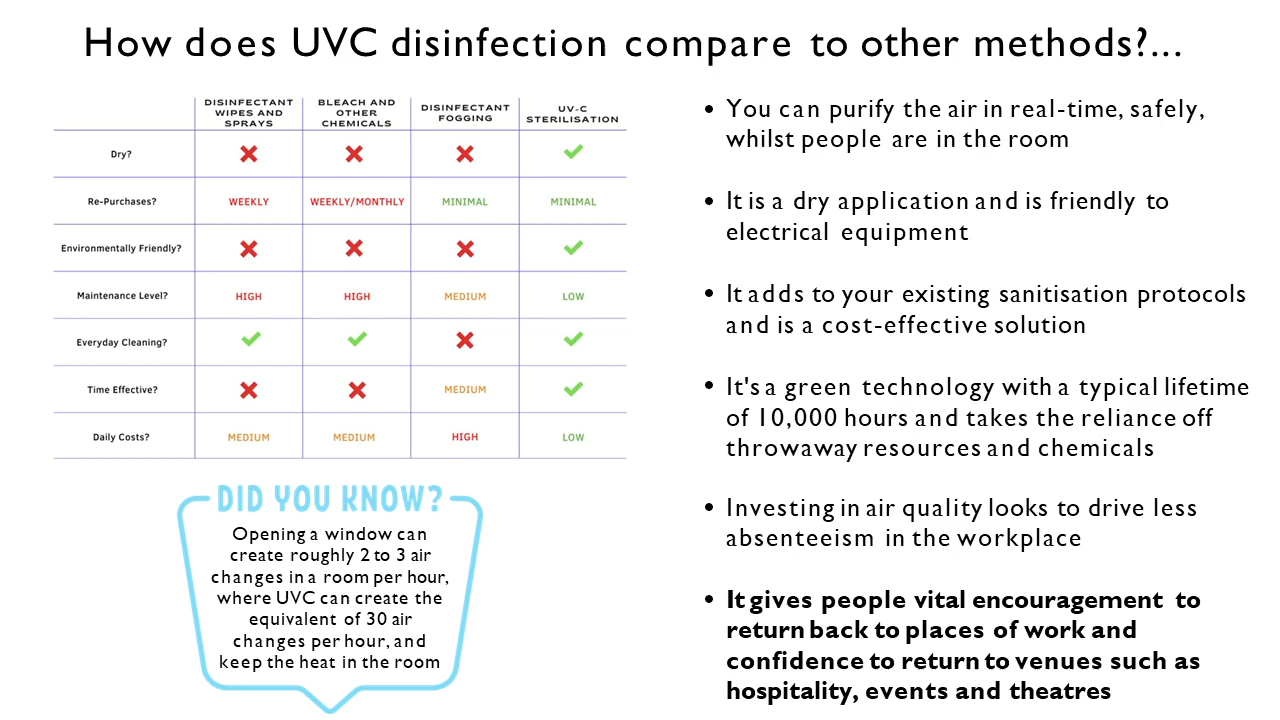 How does UVC disinfection compare to other methods?...
DISINFECTANT WIPES AND SPRAYS BLEACH AND OTHER CHEMICALS DISINFECTANT FOGGING UV-C STERILISATION
Dry?
Re-Purchases? WEEKLY WEEKLY/MONTHLY MINIMAL MINIMAL
Environmentally Friendly?
Maintenance Level? HIGH HIGH MEDIUM LOW
Everyday Cleaning?
Time Effective? MEDIUM
Daily Costs? MEDIUM MEDIUM HIGH LOW
DID YOU KNOW?
Opening a window can
create roughly 2 to 3 air
changes in a room per hour,
where UVC can create the
equivalent of 30 air
changes per hour, and
keep the heat in the room
• You can purify the air in real-time, safely,
whilst people are in the room
• It is a dry application and is friendly to
electrical equipment
• It adds to your existing sanitisation protocols
and is a cost-effective solution
• It's a green technology with a typical lifetime
of 10,000 hours and takes the reliance off
throwaway resources and chemicals
• Investing in air quality looks to drive less
absenteeism in the workplace
• It gives people vital encouragement to
return back to places of work and
confidence to return to venues such as
hospitality, events and theatres